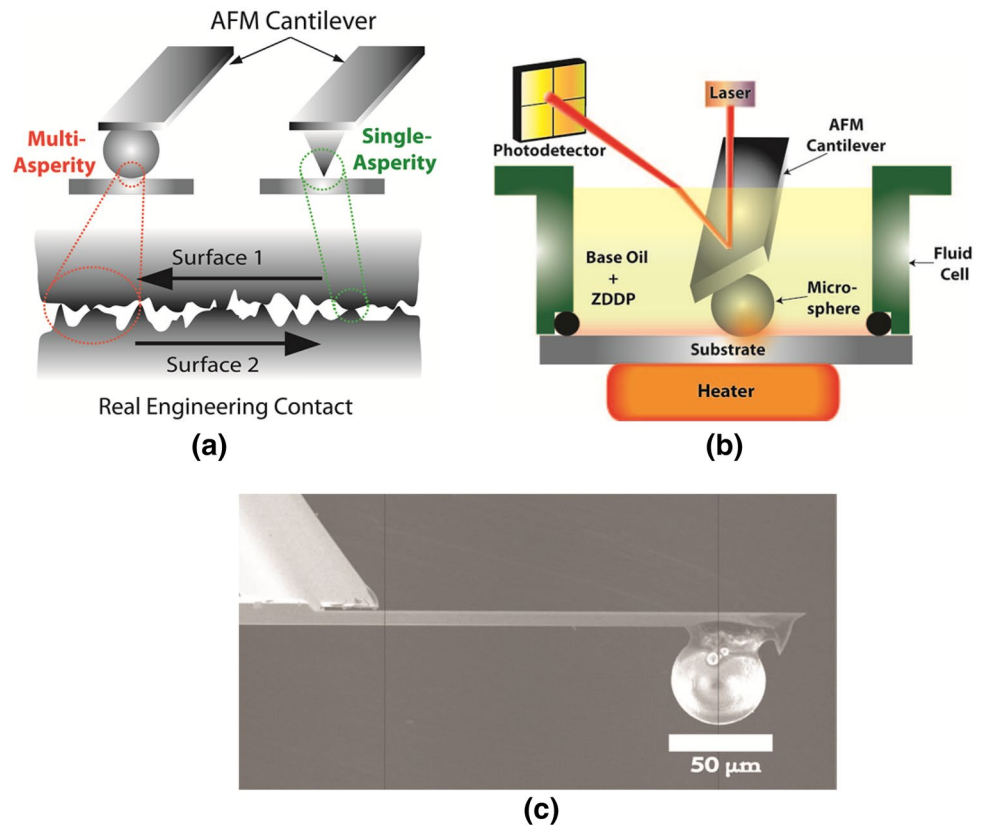 AFM Cantilever
Multi-
Asperity
Single-
Asperity
Surface 1
Surface 2
Real Engineering Contact
(a)
Laser
Photodetector
AFM
Cantilever
Base Oil
+
ZDDP
Fluid
Cell
Micro-
sphere
Substrate
Heater
(b)
50 μm
(c)